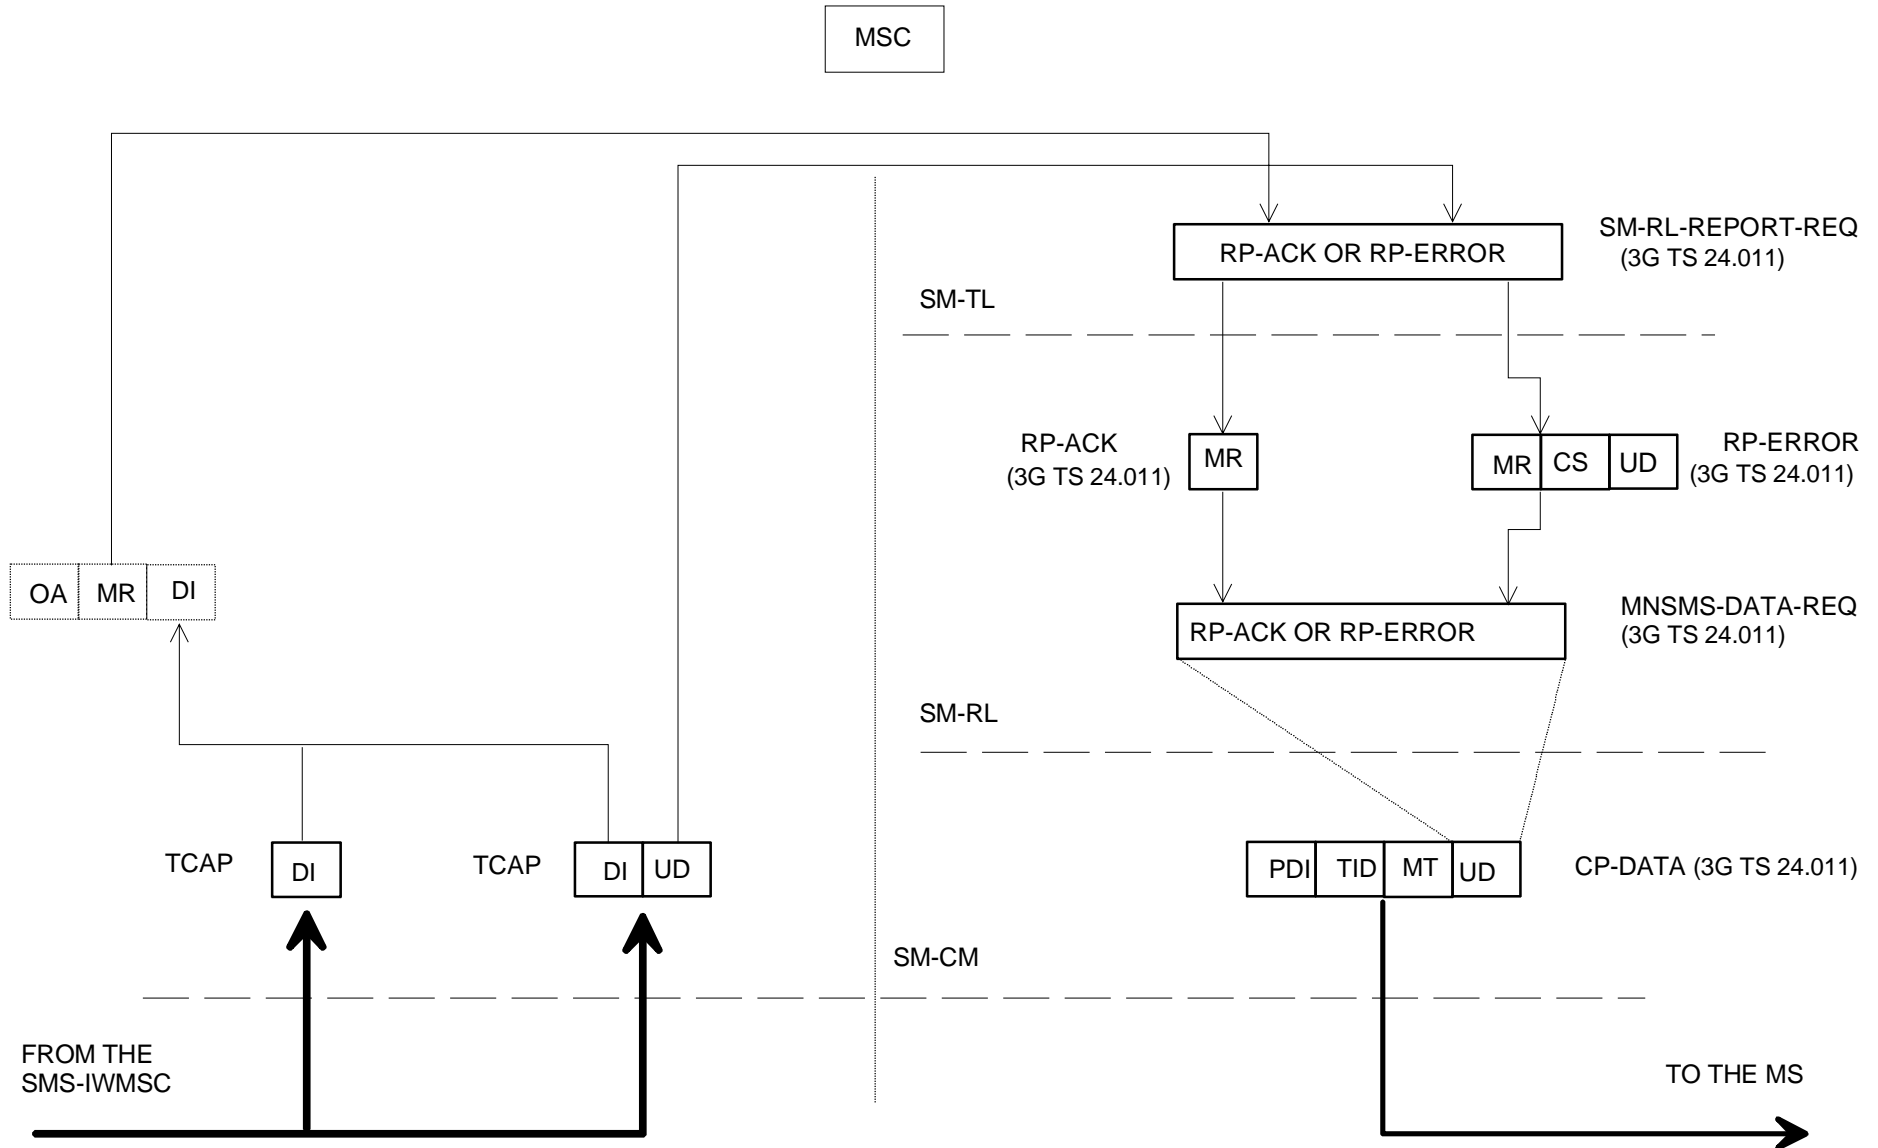 MSC
SM-RL-REPORT-REQ
(3G TS 24.011)
RP-ACK OR RP-ERROR
SM-TL
RP-ACK
(3G TS 24.011)
MR
MR CS UD
RP-ERROR
(3G TS 24.011)
OA MR DI
RP-ACK OR RP-ERROR
MNSMS-DATA-REQ
(3G TS 24.011)
SM-RL
TCAP DI
TCAP DI UD
PDI TID MT UD
CP-DATA (3G TS 24.011)
SM-CM
FROM THE
SMS-IWMSC
TO THE MS